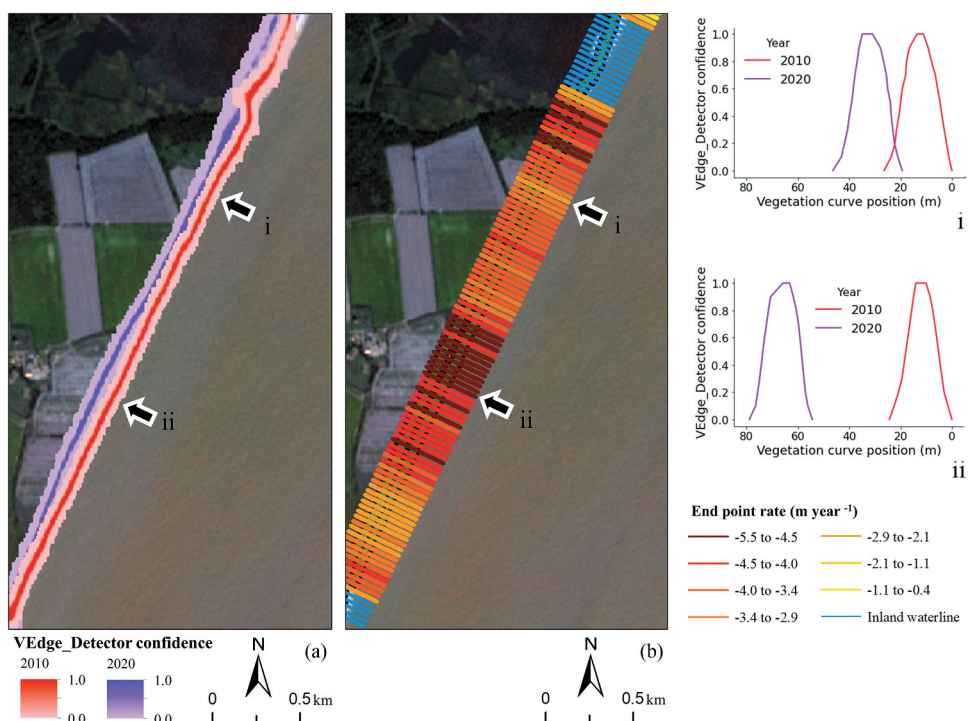 i
ii
i
ii
VEdge_Detector confidence
2010
2020
1.0
1.0
0.0
0.0
N
(a)
0
0.5 km
N
(b)
0
0.5 km
VEdge_Detector confidence
1.0
0.8
0.6
0.4
0.2
0.0
Year
2010
2020
80
60
40
20
0
Vegetation curve position (m)
i
VEdge_Detector confidence
1.0
0.8
0.6
0.4
0.2
0.0
Year
2010
2020
80
60
40
20
0
Vegetation curve position (m)
ii
End point rate (m year -1)
-5.5 to -4.5
-2.9 to -2.1
-4.5 to -4.0
-2.1 to -1.1
-4.0 to -3.4
-1.1 to -0.4
-3.4 to -2.9
Inland waterline